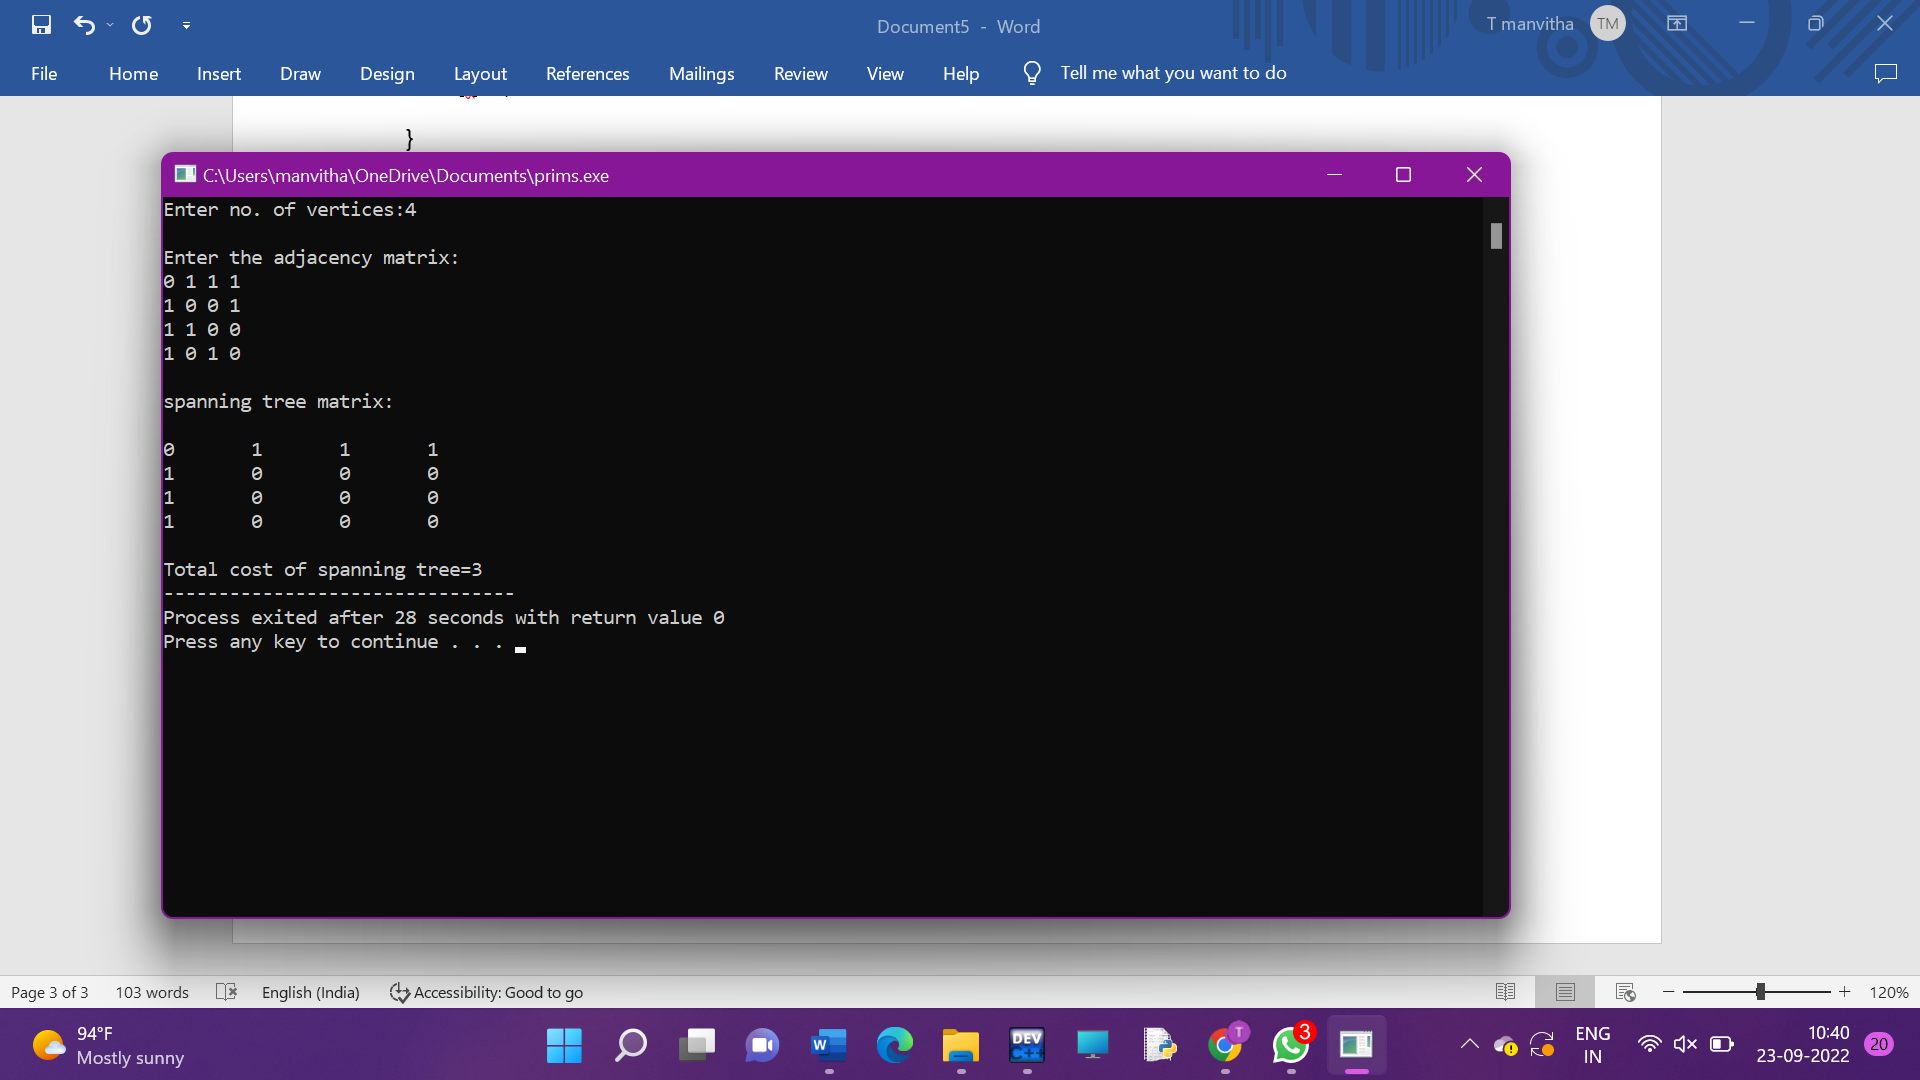 Document5 - Word
T manvitha
TM
File Home Insert Draw Design Layout References Mailings Review View Help Tell me what you want to do
}
C:\Users\manvitha\OneDrive\Documents\prims.exe
Enter no. of vertices:4
Enter the adjacency matrix:
0 1 1 1
1 0 0 1
1 1 0 0
1 0 1 0
spanning tree matrix:
0 1 1 1
1 0 0 0
1 0 0 0
1 0 0 0
Total cost of spanning tree=3
--------------------------------
Process exited after 28 seconds with return value 0
Press any key to continue . . .
Page 3 of 3 103 words English (India) Accessibility: Good to go 120%
94°F
Mostly sunny
W
DEV
C++
T
3
ENG
IN
10:40
23-09-2022
20